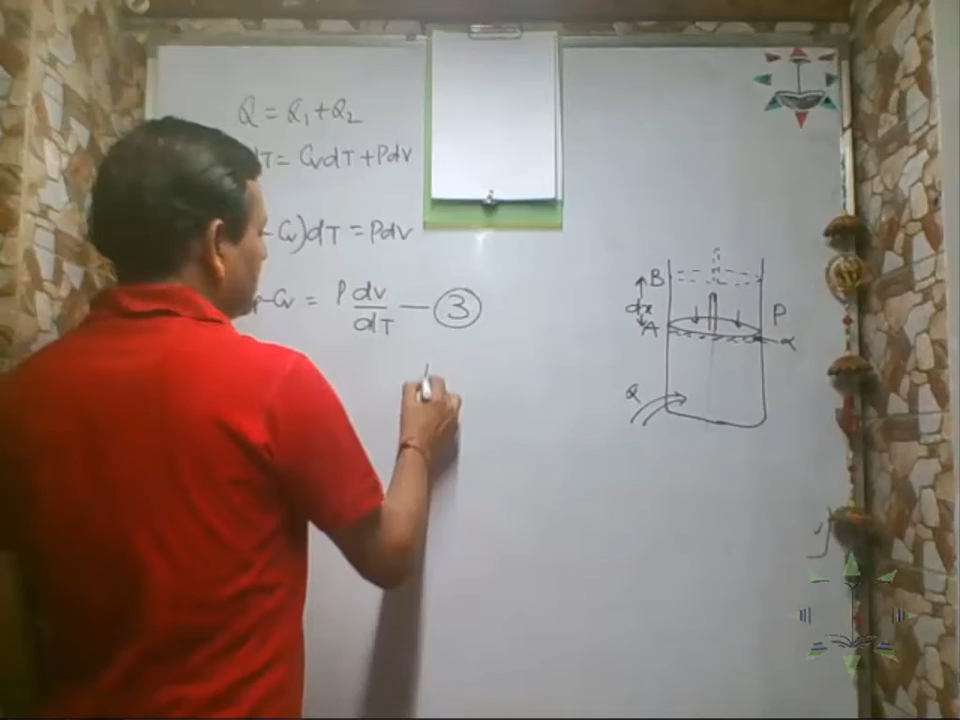 Q = Q₁+Q₂
dT = CvdT + Pdv
- Cv)dT = Pdv
p-Cv = P dv/dT — ③
B
dx
A
P
α
Q